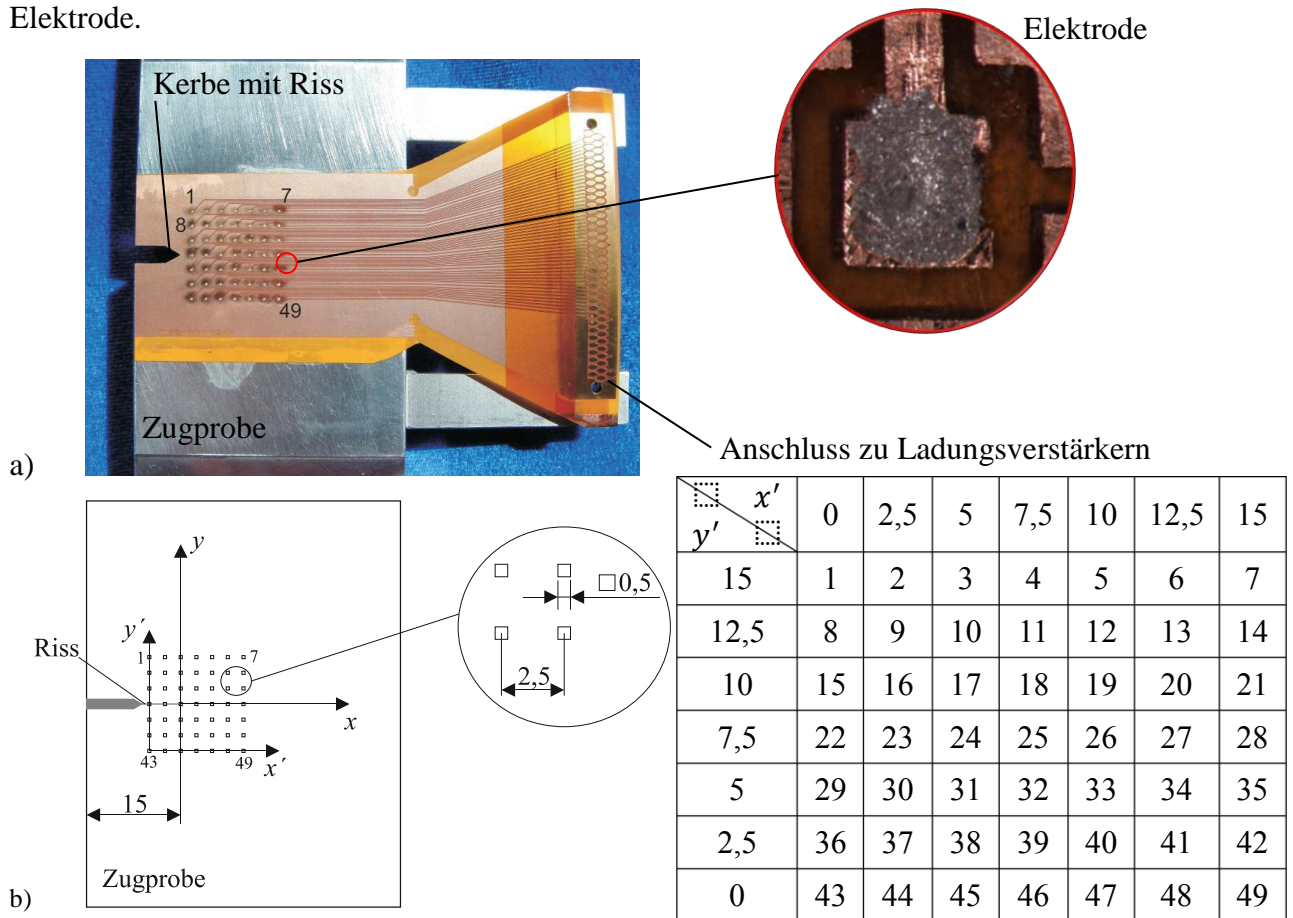 Elektrode.
Elektrode
Kerbe mit Riss
1
7
8
49
Zugprobe
Anschluss zu Ladungsverstärkern
a)
y
y´
1
7
Riss
x
43
49
x´
15
Zugprobe
□0,5
2,5
b)
x′ 0 2,5 5 7,5 10 12,5 15
y′
15 1 2 3 4 5 6 7
12,5 8 9 10 11 12 13 14
10 15 16 17 18 19 20 21
7,5 22 23 24 25 26 27 28
5 29 30 31 32 33 34 35
2,5 36 37 38 39 40 41 42
0 43 44 45 46 47 48 49